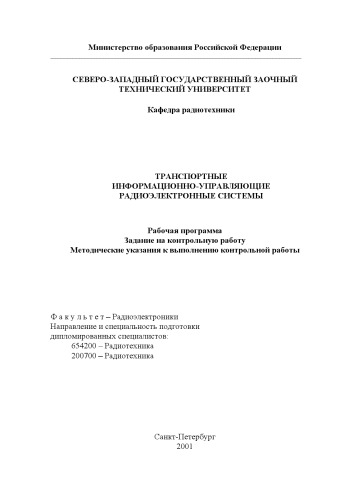 Министерство образования Российской Федерации
СЕВЕРО-ЗАПАДНЫЙ ГОСУДАРСТВЕННЫЙ ЗАОЧНЫЙ
ТЕХНИЧЕСКИЙ УНИВЕРСИТЕТ
Кафедра радиотехники
ТРАНСПОРТНЫЕ
ИНФОРМАЦИОННО-УПРАВЛЯЮЩИЕ
РАДИОЭЛЕКТРОННЫЕ СИСТЕМЫ
Рабочая программа
Задание на контрольную работу
Методические указания к выполнению контрольной работы
Ф а к у л ь т е т – Радиоэлектроники
Направление и специальность подготовки
дипломированных специалистов:
654200 – Радиотехника
200700 – Радиотехника
Санкт-Петербург
2001